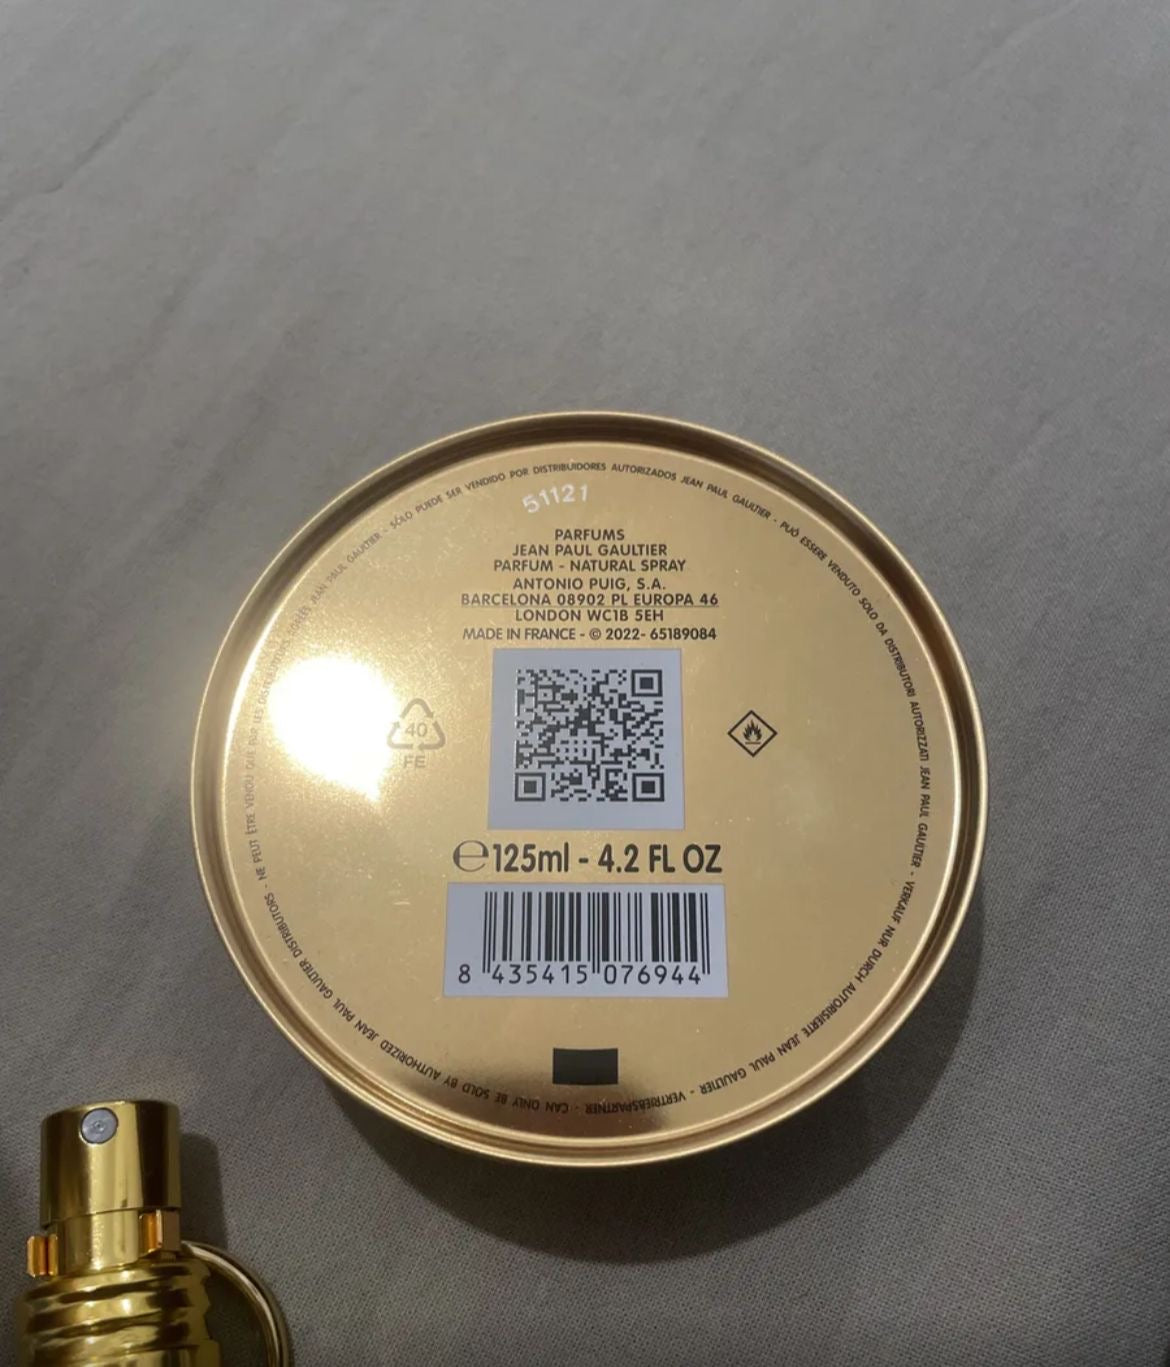 NE PEUT ÊTRE VENDU QUE PAR LES JEAN PAUL GAULTIER - SÓLO PUEDE SER VENDIDO POR DISTRIBUIDORES AUTORIZADOS JEAN PAUL GAULTIER - PUÒ ESSERE VENDUTO SOLO DA DISTRIBUTORI AUTORIZZATI JEAN PAUL GAULTIER - VERKAUF NUR DURCH AUTORISIERTE JEAN PAUL GAULTIER - VERTRIEBSPARTNER - CAN ONLY BE SOLD BY AUTHORIZED JEAN PAUL GAULTIER DISTRIBUTORS -
51121
PARFUMS
JEAN PAUL GAULTIER
PARFUM - NATURAL SPRAY
ANTONIO PUIG, S.A.
BARCELONA 08902 PL EUROPA 46
LONDON WC1B 5EH
MADE IN FRANCE - © 2022- 65189084
40
FE
℮125ml - 4.2 FL OZ
8 435415 076944